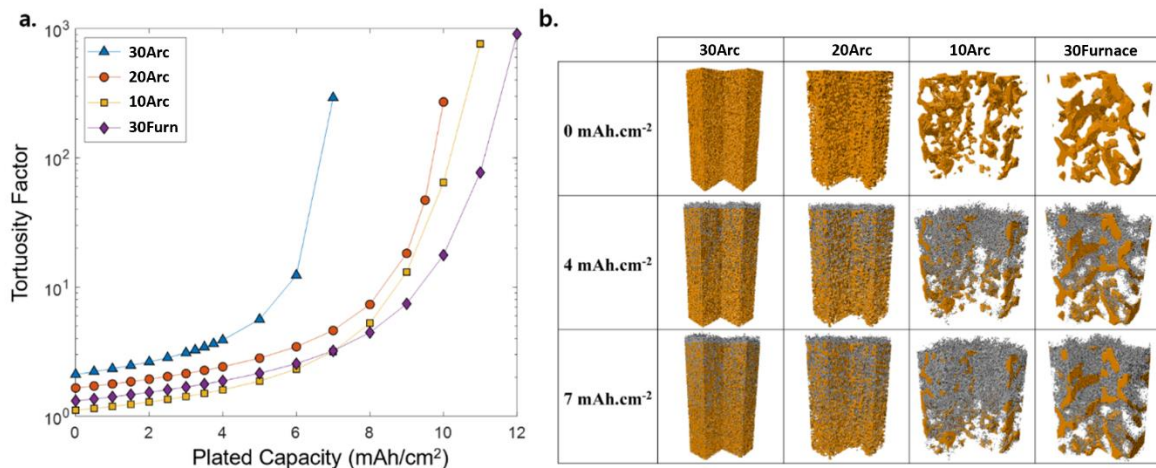 a.
10³
10²
10¹
10⁰
Tortuosity Factor
30Arc
20Arc
10Arc
30Furn
0 2 4 6 8 10 12
Plated Capacity (mAh/cm²)
b.
30Arc 20Arc 10Arc 30Furnace
0 mAh.cm⁻²
4 mAh.cm⁻²
7 mAh.cm⁻²